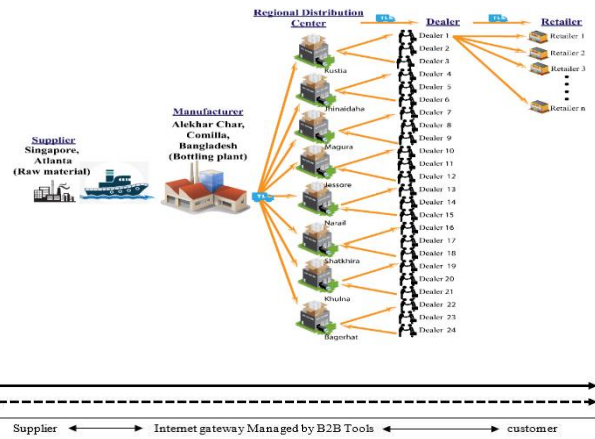 Regional Distribution
Center
Dealer
Retailer
Supplier
Singapore,
Atlanta
(Raw material)
Manufacturer
Alekhar Char,
Comilla,
Bangladesh
(Bottling plant)
Kustia
Jhinaidaha
Magura
Jessore
Narail
Shatkhira
Khulna
Bagerhat
Dealer 1
Dealer 2
Dealer 3
Dealer 4
Dealer 5
Dealer 6
Dealer 7
Dealer 8
Dealer 9
Dealer 10
Dealer 11
Dealer 12
Dealer 13
Dealer 14
Dealer 15
Dealer 16
Dealer 17
Dealer 18
Dealer 19
Dealer 20
Dealer 21
Dealer 22
Dealer 23
Dealer 24
Retailer 1
Retailer 2
Retailer 3
Retailer n
Supplier Internet gateway Managed by B2B Tools customer